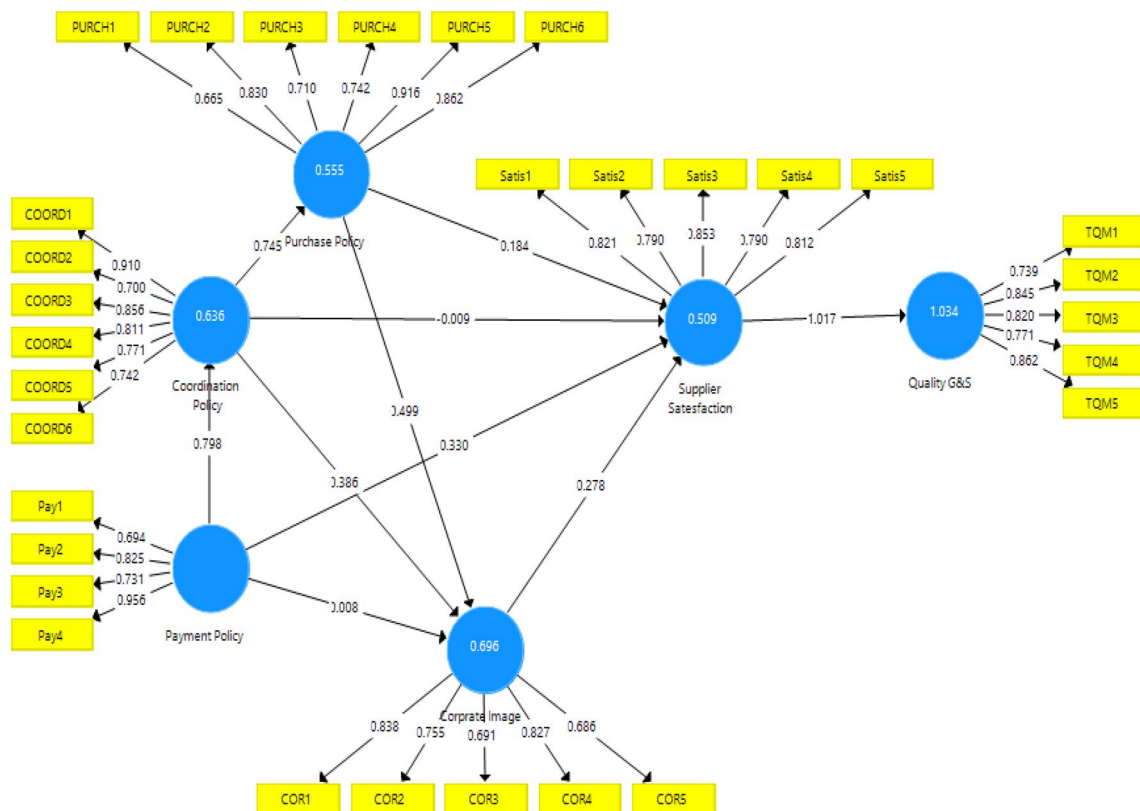 PURCH1 PURCH2 PURCH3 PURCH4 PURCH5 PURCH6
0.665 0.830 0.710 0.742 0.916 0.862
0.555
Purchase Policy
Satis1 Satis2 Satis3 Satis4 Satis5
0.821 0.790 0.853 0.790 0.812
COORD1
COORD2
COORD3
COORD4
COORD5
COORD6
0.910
0.700
0.856
0.811
0.771
0.742
0.745
0.184
0.636
Coordination
Policy
-0.009
0.509
Supplier
Satesfaction
1.017
1.034
Quality G&S
0.739
0.845
0.820
0.771
0.862
TQM1
TQM2
TQM3
TQM4
TQM5
0.499
0.798
0.330
0.386
0.278
Pay1
Pay2
Pay3
Pay4
0.694
0.825
0.731
0.956
Payment Policy
0.008
0.696
Corprate Image
0.838 0.755 0.691 0.827 0.686
COR1 COR2 COR3 COR4 COR5